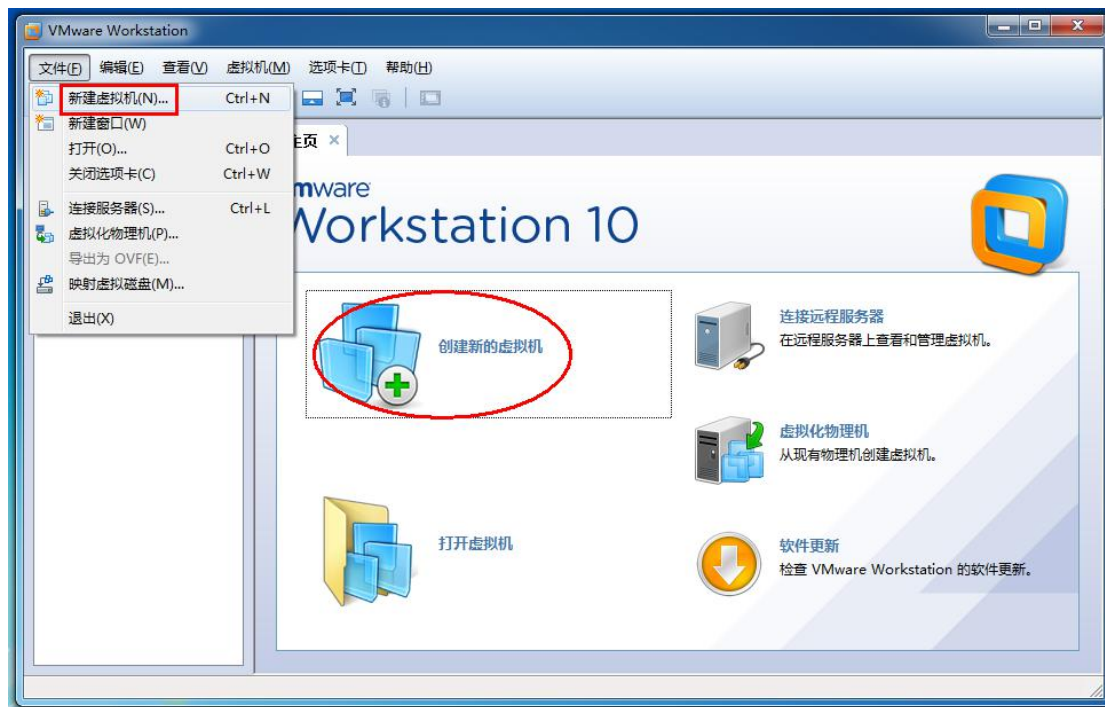 VMware Workstation
文件(F) 编辑(E) 查看(V) 虚拟机(M) 选项卡(T) 帮助(H)
新建虚拟机(N)... Ctrl+N
新建窗口(W)
打开(O)... Ctrl+O
关闭选项卡(C) Ctrl+W
连接服务器(S)... Ctrl+L
虚拟化物理机(P)...
导出为 OVF(E)...
映射虚拟磁盘(M)...
退出(X)
主页
mware
Workstation 10
创建新的虚拟机
打开虚拟机
连接远程服务器
在远程服务器上查看和管理虚拟机。
虚拟化物理机
从现有物理机创建虚拟机。
软件更新
检查 VMware Workstation 的软件更新。